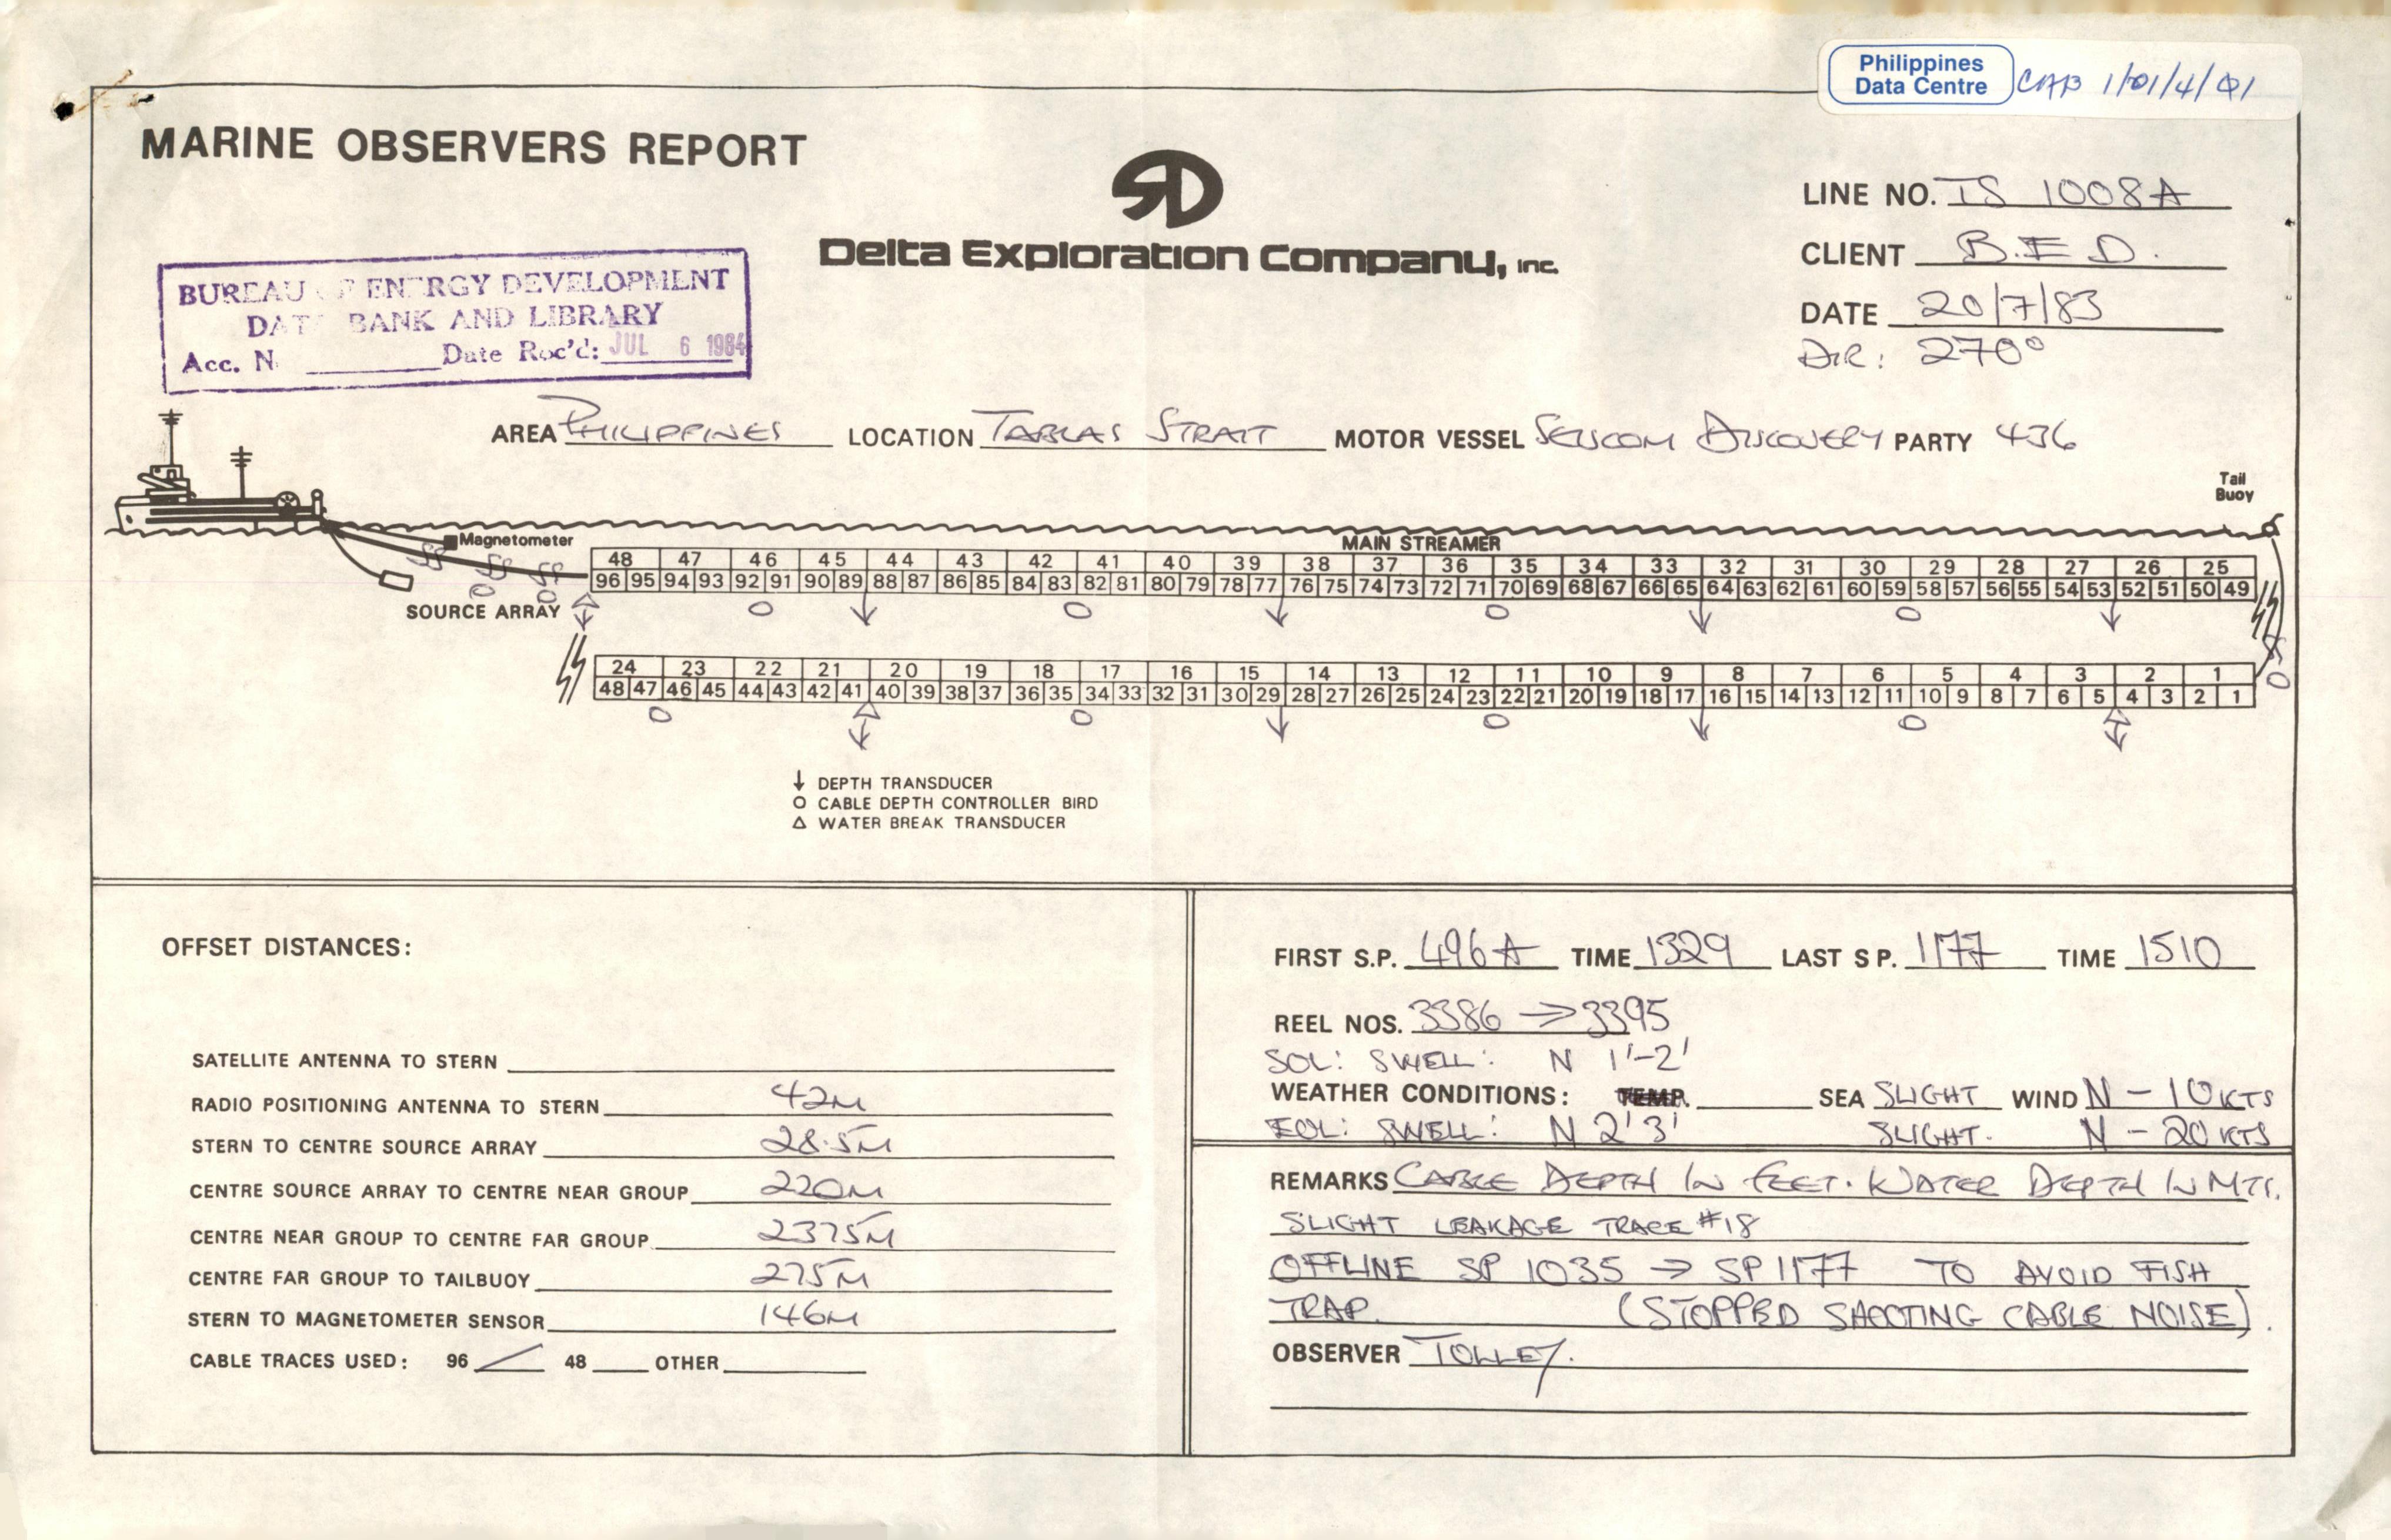 Philippines
Data Centre
1/01/4/01
MARINE OBSERVERS REPORT
Delta Exploration Company, Inc.
LINE NO. TS 1008A
CLIENT B.E.D.
DATE 20/7/83
DIR: 270°
BUREAU OF ENERGY DEVELOPMENT
DATA BANK AND LIBRARY
Acc. N. Date Rec'd: JUL 6 1984
AREA PHILIPPINES LOCATION TABLAS STRAIT MOTOR VESSEL SEISCOM DISCOVERY PARTY 436
Tail
Buoy
Magnetometer
MAIN STREAMER
48 47 46 45 44 43 42 41 40 39 38 37 36 35 34 33 32 31 30 29 28 27 26 25
96 95 94 93 92 91 90 89 88 87 86 85 84 83 82 81 80 79 78 77 76 75 74 73 72 71 70 69 68 67 66 65 64 63 62 61 60 59 58 57 56 55 54 53 52 51 50 49
SOURCE ARRAY
24 23 22 21 20 19 18 17 16 15 14 13 12 11 10 9 8 7 6 5 4 3 2 1
48 47 46 45 44 43 42 41 40 39 38 37 36 35 34 33 32 31 30 29 28 27 26 25 24 23 22 21 20 19 18 17 16 15 14 13 12 11 10 9 8 7 6 5 4 3 2 1
↓ DEPTH TRANSDUCER
O CABLE DEPTH CONTROLLER BIRD
△ WATER BREAK TRANSDUCER
OFFSET DISTANCES:
SATELLITE ANTENNA TO STERN
RADIO POSITIONING ANTENNA TO STERN 42M
STERN TO CENTRE SOURCE ARRAY 28.5M
CENTRE SOURCE ARRAY TO CENTRE NEAR GROUP 220M
CENTRE NEAR GROUP TO CENTRE FAR GROUP 2375M
CENTRE FAR GROUP TO TAILBUOY 275M
STERN TO MAGNETOMETER SENSOR 146M
CABLE TRACES USED: 96 / 48 OTHER
FIRST S.P. 496A TIME 1329 LAST S P. 1177 TIME 1510
REEL NOS. 3386 → 3395
SOL: SWELL: N 1'-2'
WEATHER CONDITIONS: TEMP. SEA SLIGHT WIND N - 10 KTS
EOL: SWELL: N 2' 3' SLIGHT. N - 20 KTS
REMARKS CABLE DEPTH IN FEET. WATER DEPTH IN MTS.
SLIGHT LEAKAGE TRACE #18
OFFLINE SP 1035 → SP 1177 TO AVOID FISH
TRAP. (STOPPED SHOOTING CABLE NOISE).
OBSERVER TOLLEY.